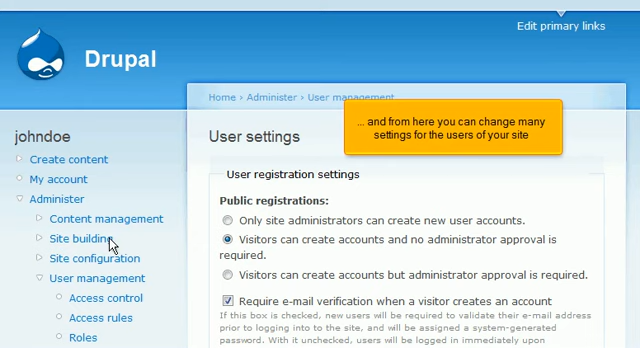 Edit primary links
Drupal
Home › Administer › User management
... and from here you can change many
settings for the users of your site
johndoe
Create content
My account
Administer
Content management
Site building
Site configuration
User management
Access control
Access rules
Roles
User settings
User registration settings
Public registrations:
Only site administrators can create new user accounts.
Visitors can create accounts and no administrator approval is
required.
Visitors can create accounts but administrator approval is required.
Require e-mail verification when a visitor creates an account
If this box is checked, new users will be required to validate their e-mail address
prior to logging into to the site, and will be assigned a system-generated
password. With it unchecked, users will be logged in immediately upon